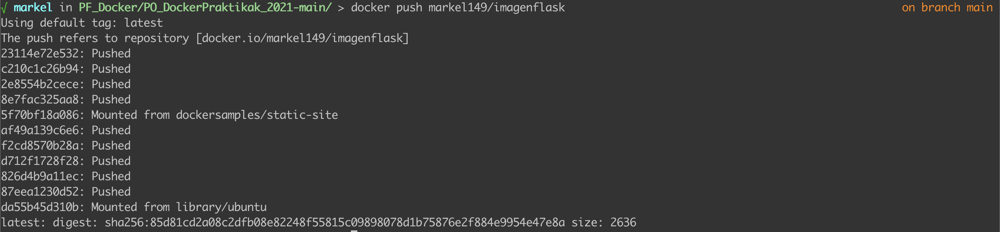 √ markel in PF_Docker/PO_DockerPraktikak_2021-main/ > docker push markel149/imagenflask on branch main
Using default tag: latest
The push refers to repository [docker.io/markel149/imagenflask]
23114e72e532: Pushed
c210c1c26b94: Pushed
2e8554b2cece: Pushed
8e7fac325aa8: Pushed
5f70bf18a086: Mounted from dockersamples/static-site
af49a139c6e6: Pushed
f2cd8570b28a: Pushed
d712f1728f28: Pushed
826d4b9a11ec: Pushed
87eea1230d52: Pushed
da55b45d310b: Mounted from library/ubuntu
latest: digest: sha256:85d81cd2a08c2dfb08e82248f55815c09898078d1b75876e2f884e9954e47e8a size: 2636